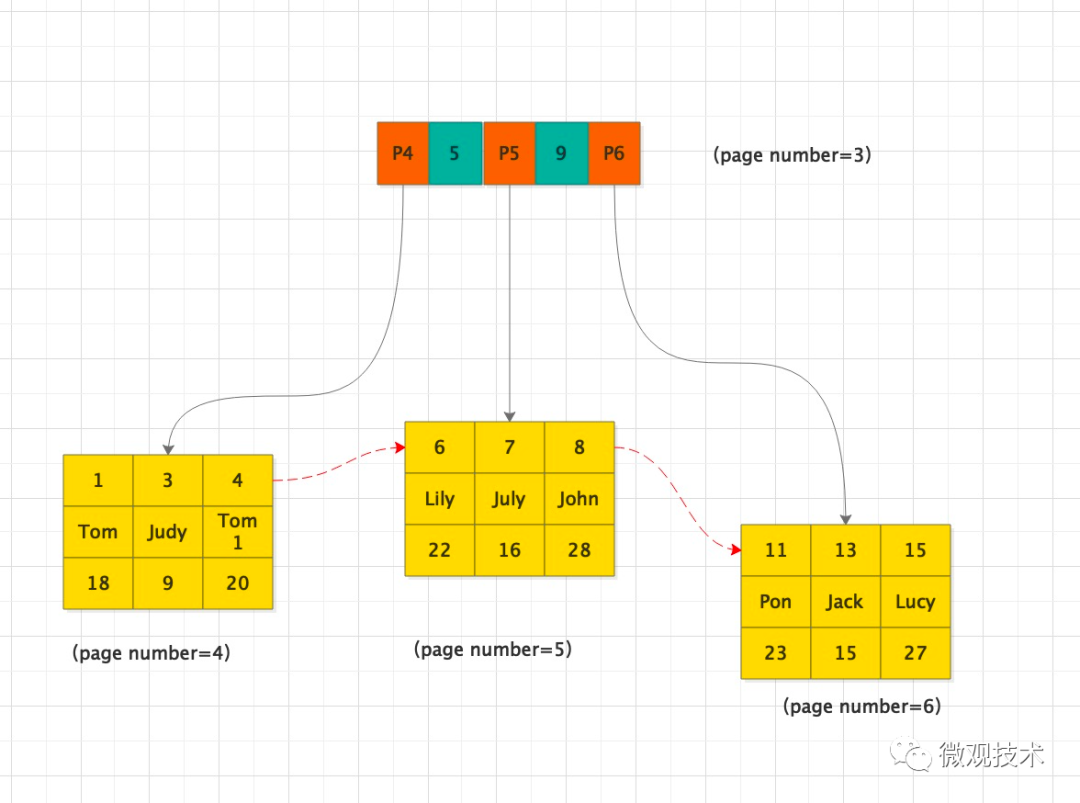 P4 5 P5 9 P6
(page number=3)
1 3 4
Tom Judy Tom
1
18 9 20
(page number=4)
6 7 8
Lily July John
22 16 28
(page number=5)
11 13 15
Pon Jack Lucy
23 15 27
(page number=6)
微观技术